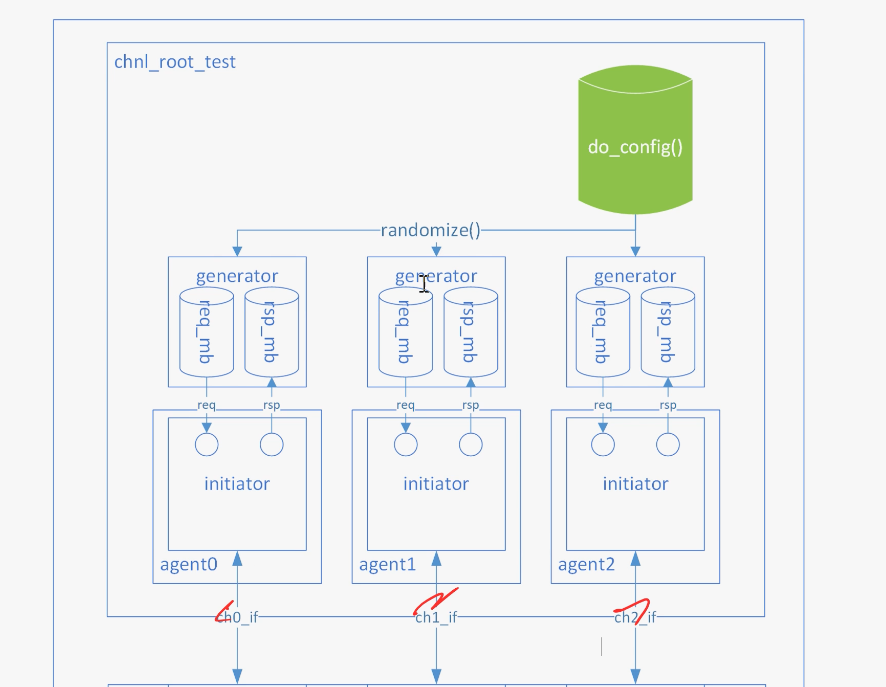 chnl_root_test
do_config()
randomize()
generator generator generator
req_mb rsp_mb req_mb rsp_mb req_mb rsp_mb
req rsp req rsp req rsp
initiator initiator initiator
agent0 agent1 agent2
ch0_if ch1_if ch2_if